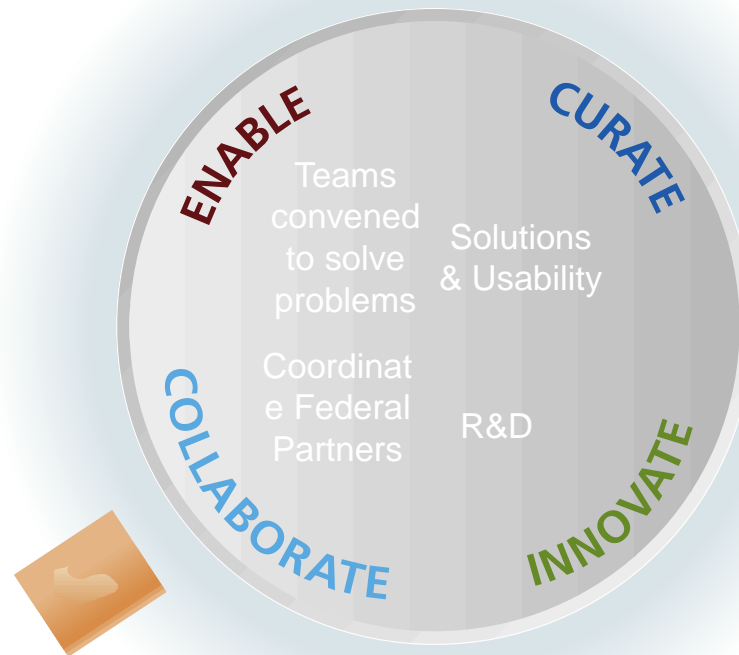 ENABLE
CURATE
Teams
convened
to solve
problems
Solutions
& Usability
Coordinat
e Federal
Partners
R&D
COLLABORATE
INNOVATE